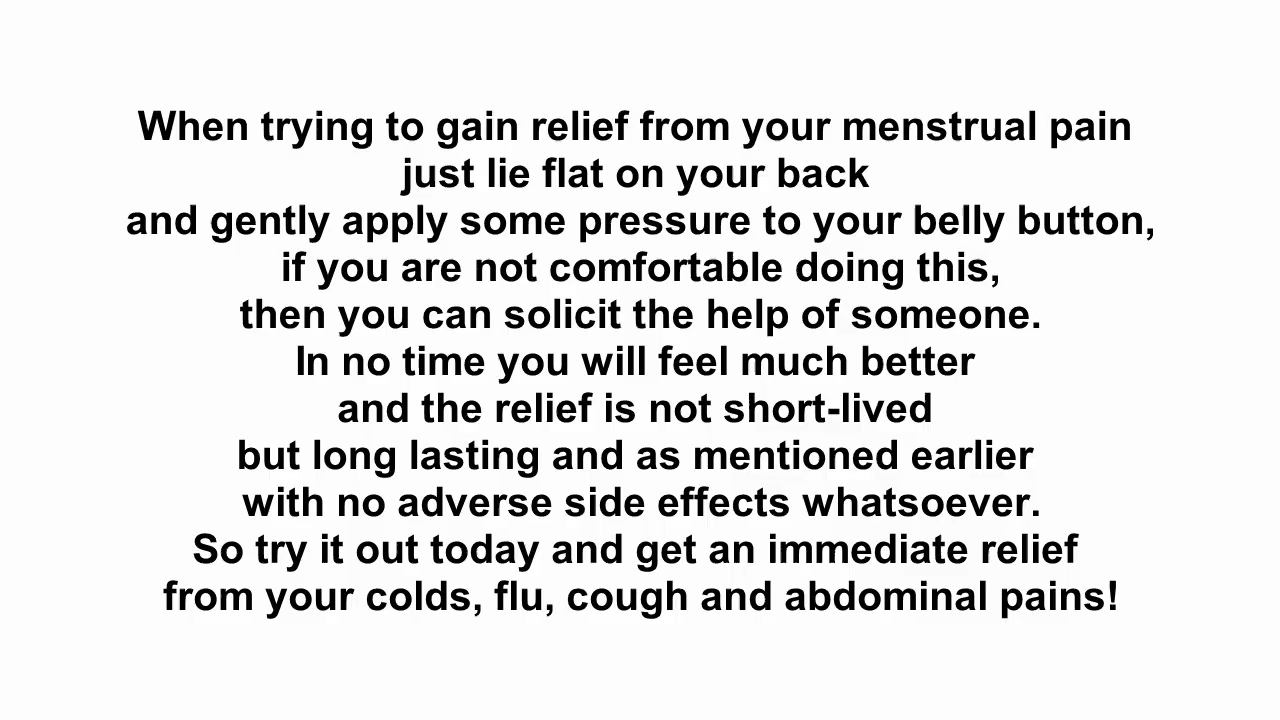 When trying to gain relief from your menstrual pain
just lie flat on your back
and gently apply some pressure to your belly button,
if you are not comfortable doing this,
then you can solicit the help of someone.
In no time you will feel much better
and the relief is not short-lived
but long lasting and as mentioned earlier
with no adverse side effects whatsoever.
So try it out today and get an immediate relief
from your colds, flu, cough and abdominal pains!